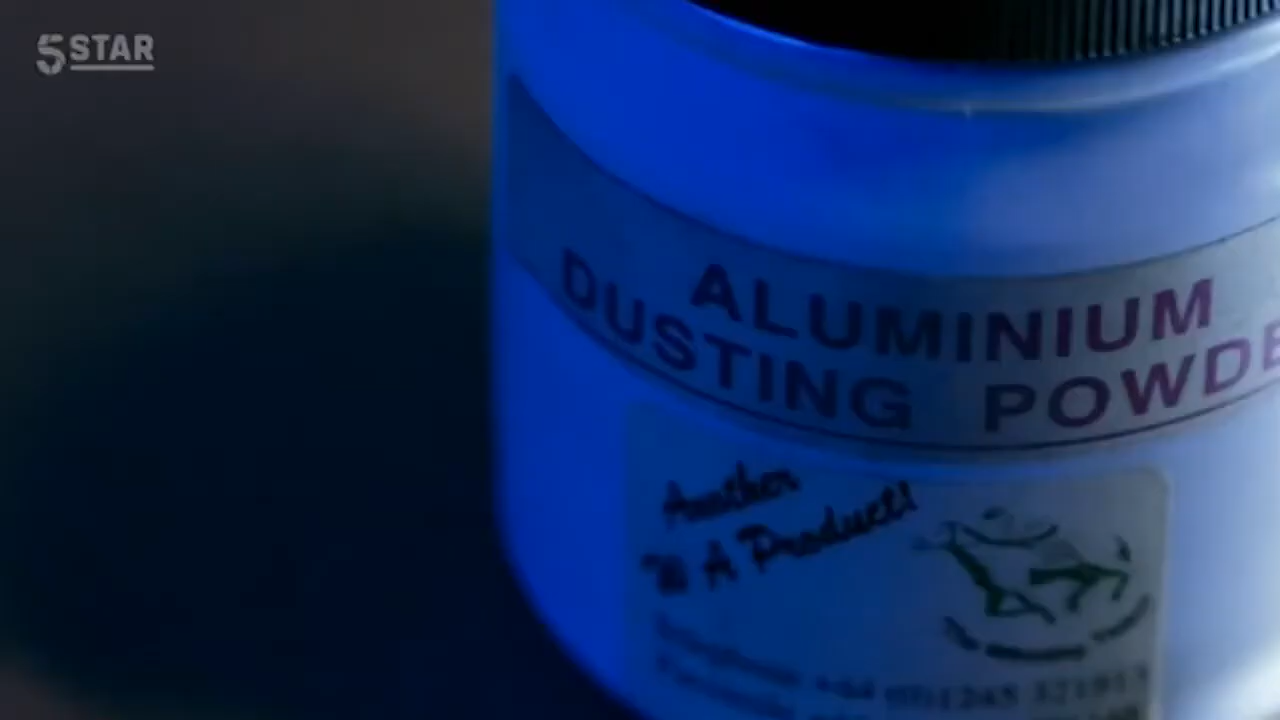 5STAR
ALUMINIUM
DUSTING POWDE
Another
A Product!